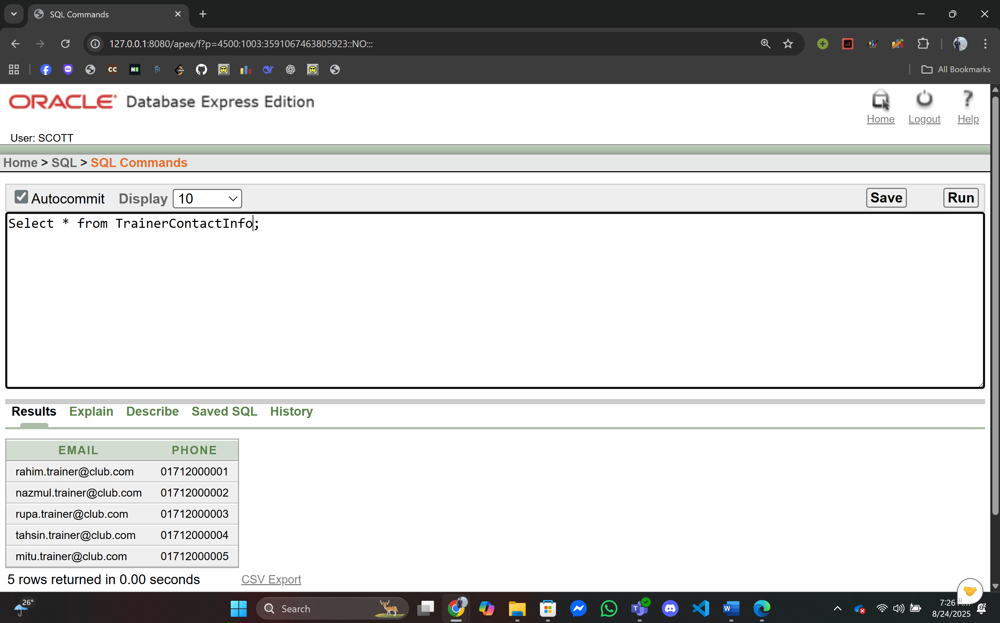 SQL Commands
127.0.0.1:8080/apex/f?p=4500:1003:3591067463805923::NO:::
All Bookmarks
ORACLE Database Express Edition
Home Logout Help
User: SCOTT
Home > SQL > SQL Commands
Autocommit Display 10 Save Run
Select * from TrainerContactInfo;
Results Explain Describe Saved SQL History
EMAIL PHONE
rahim.trainer@club.com 01712000001
nazmul.trainer@club.com 01712000002
rupa.trainer@club.com 01712000003
tahsin.trainer@club.com 01712000004
mitu.trainer@club.com 01712000005
5 rows returned in 0.00 seconds CSV Export
26°
Search
7:26
8/24/2025